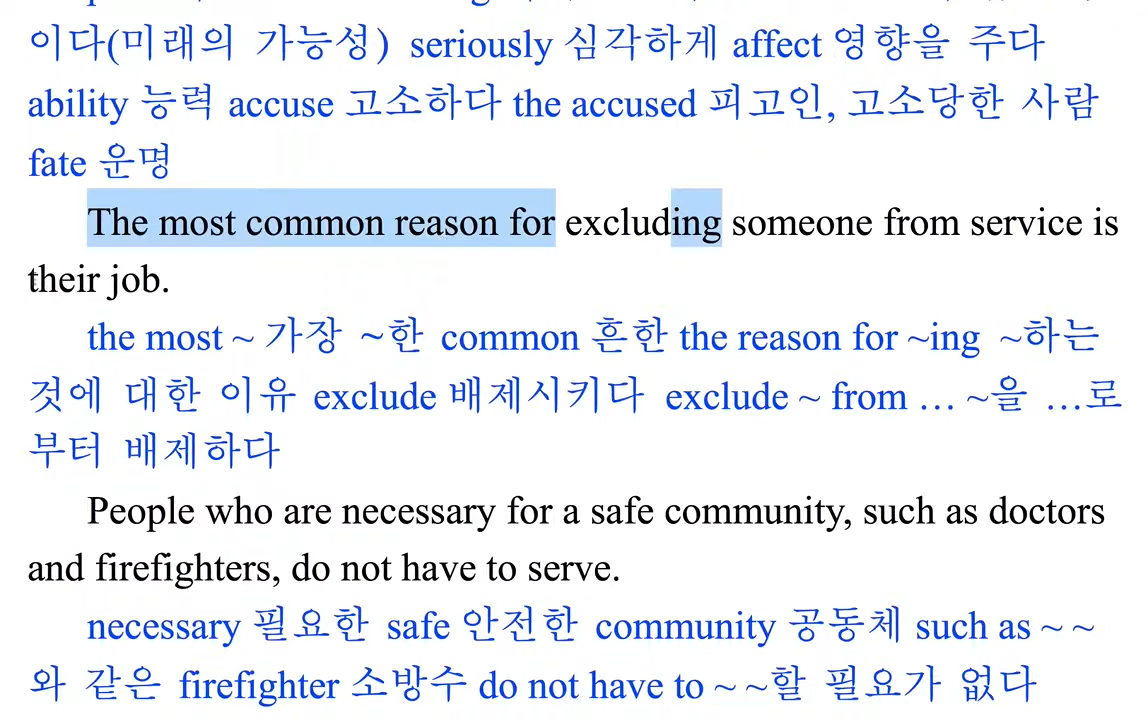 이다(미래의 가능성) seriously 심각하게 affect 영향을 주다
ability 능력 accuse 고소하다 the accused 피고인, 고소당한 사람
fate 운명
The most common reason for excluding someone from service is
their job.
the most ~ 가장 ~한 common 흔한 the reason for ~ing ~하는
것에 대한 이유 exclude 배제시키다 exclude ~ from … ~을 …로
부터 배제하다
People who are necessary for a safe community, such as doctors
and firefighters, do not have to serve.
necessary 필요한 safe 안전한 community 공동체 such as ~ ~
와 같은 firefighter 소방수 do not have to ~ ~할 필요가 없다